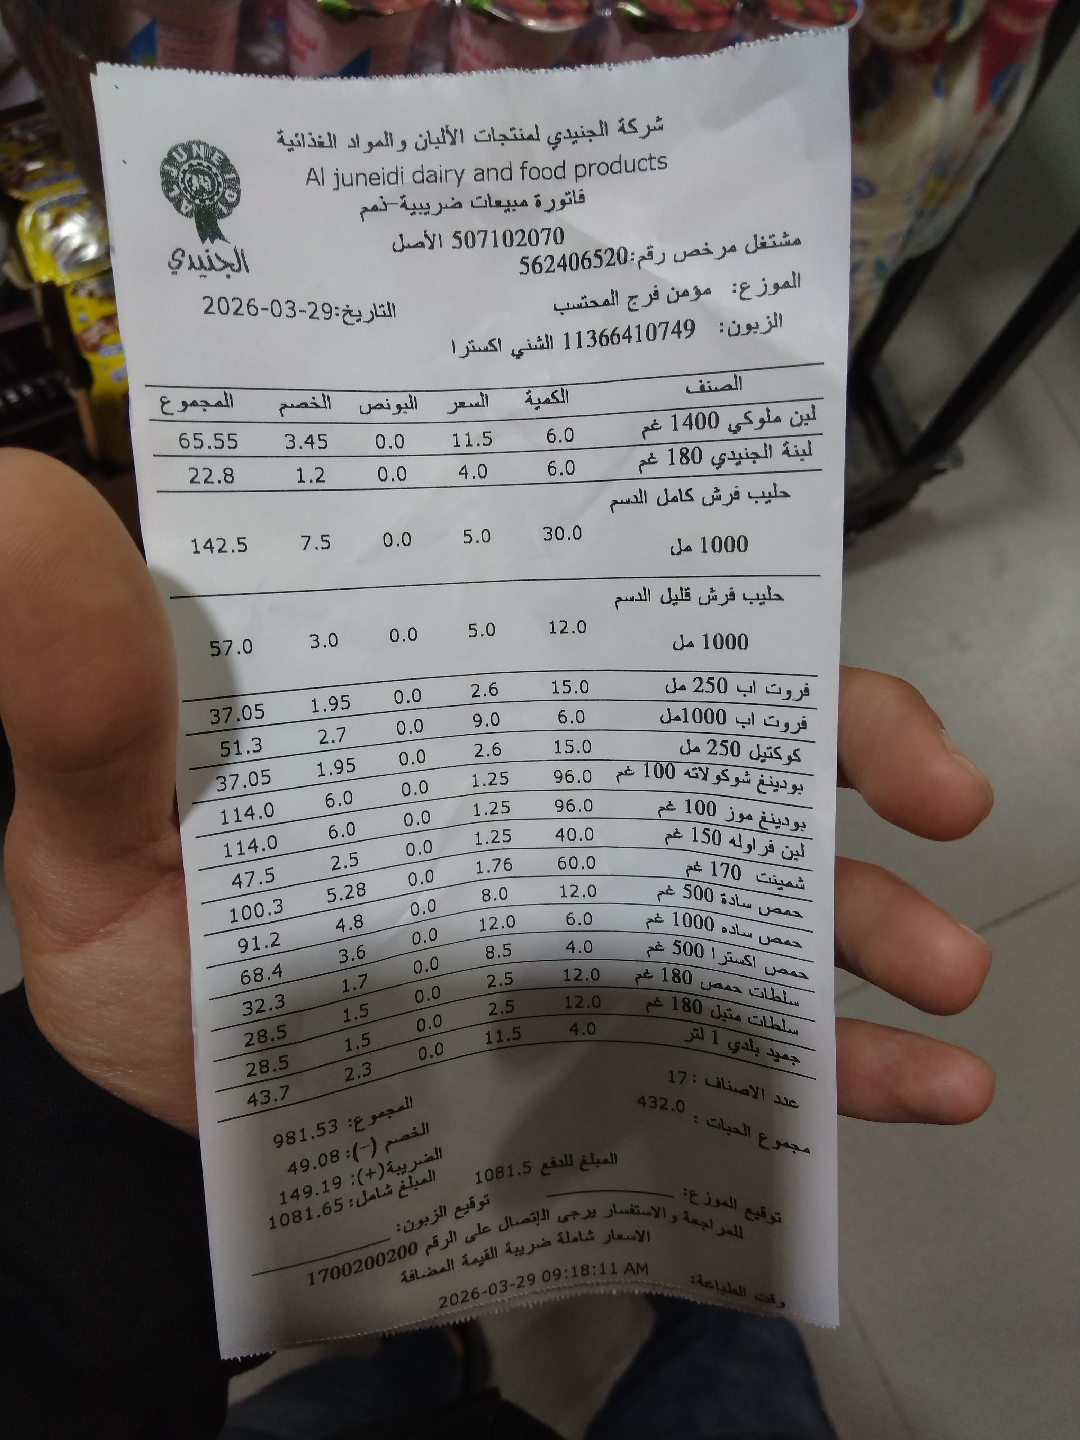 شركة الجنيدي لمنتجات الألبان والمواد الغذائية
Al juneidi dairy and food products
فاتورة مبيعات ضريبية-ذمم
507102070 الأصل
مشتغل مرخص رقم:562406520
الموزع: مؤمن فرج المحتسب
التاريخ:2026-03-29
الزبون: 11366410749 الشني اكسترا
JUNEIDI
الجنيدي
الصنف الكمية السعر البونص الخصم المجموع
لبن ملوكي 1400 غم 6.0 11.5 0.0 3.45 65.55
لبنة الجنيدي 180 غم 6.0 4.0 0.0 1.2 22.8
حليب فرش كامل الدسم
1000 مل 30.0 5.0 0.0 7.5 142.5
حليب فرش قليل الدسم
1000 مل 12.0 5.0 0.0 3.0 57.0
فروت اب 250 مل 15.0 2.6 0.0 1.95 37.05
فروت اب 1000مل 6.0 9.0 0.0 2.7 51.3
كوكتيل 250 مل 15.0 2.6 0.0 1.95 37.05
بودينغ شوكولاته 100 غم 96.0 1.25 0.0 6.0 114.0
بودينغ موز 100 غم 96.0 1.25 0.0 6.0 114.0
لبن فراوله 150 غم 40.0 1.25 0.0 2.5 47.5
شمينت 170 غم 60.0 1.76 0.0 5.28 100.3
حمص سادة 500 غم 12.0 8.0 0.0 4.8 91.2
حمص ساده 1000 غم 6.0 12.0 0.0 3.6 68.4
حمص اكسترا 500 غم 4.0 8.5 0.0 1.7 32.3
سلطات حمص 180 غم 12.0 2.5 0.0 1.5 28.5
سلطات متبل 180 غم 12.0 2.5 0.0 1.5 28.5
جميد بلدي 1 لتر 4.0 11.5 0.0 2.3 43.7
عدد الاصناف : 17
مجموع الحبات : 432.0
المجموع: 981.53
الخصم (-): 49.08
الضريبة(+): 149.19
المبلغ شامل: 1081.65
المبلغ للدفع 1081.5
توقيع الموزع:
توقيع الزبون:
للمراجعة والاستفسار يرجى الإتصال على الرقم 1700200200
الاسعار شاملة ضريبة القيمة المضافة
وقت الطباعة: 2026-03-29 09:18:11 AM